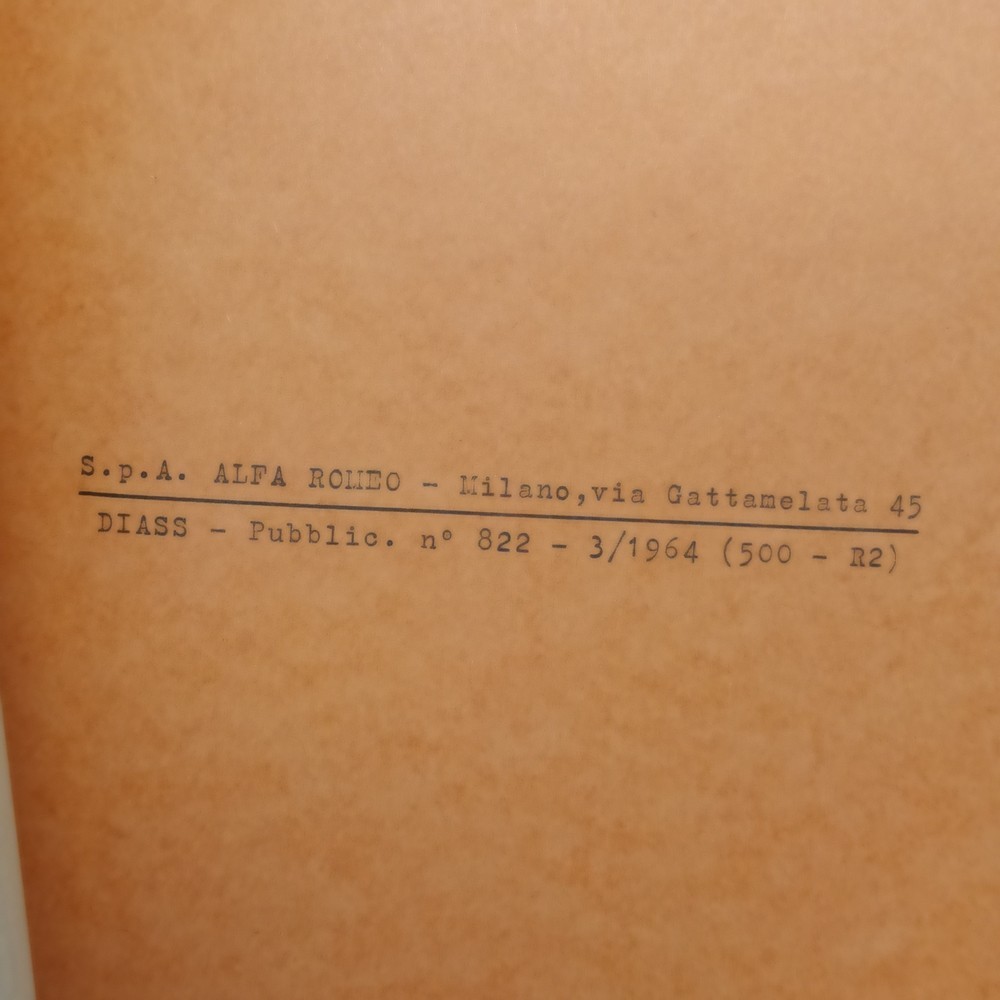 S.p.A. ALFA ROMEO - Milano,via Gattamelata 45
DIASS - Pubblic. n° 822 - 3/1964 (500 - R2)